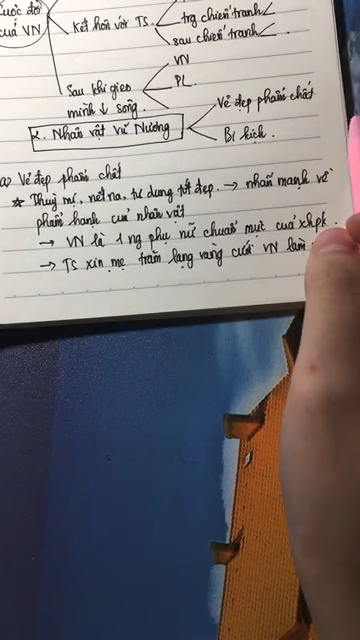 Cuộc đời
của VN
Kết hôn với TS
trc chiến tranh
sau chiến tranh
Sau khi gieo
mình ↓ sông
VN
PL
2. Nhân vật Vũ Nương
Vẻ đẹp phẩm chất
Bi kịch.
a) Vẻ đẹp phẩm chất
* Thuỳ mị, nết na, tư dung tốt đẹp. → nhấn mạnh vẻ
phẩm hạnh của nhân vật
→ VN là 1 ng phụ nữ chuẩn mực của xhpk.
→ TS xin mẹ trăm lạng vàng cưới VN làm